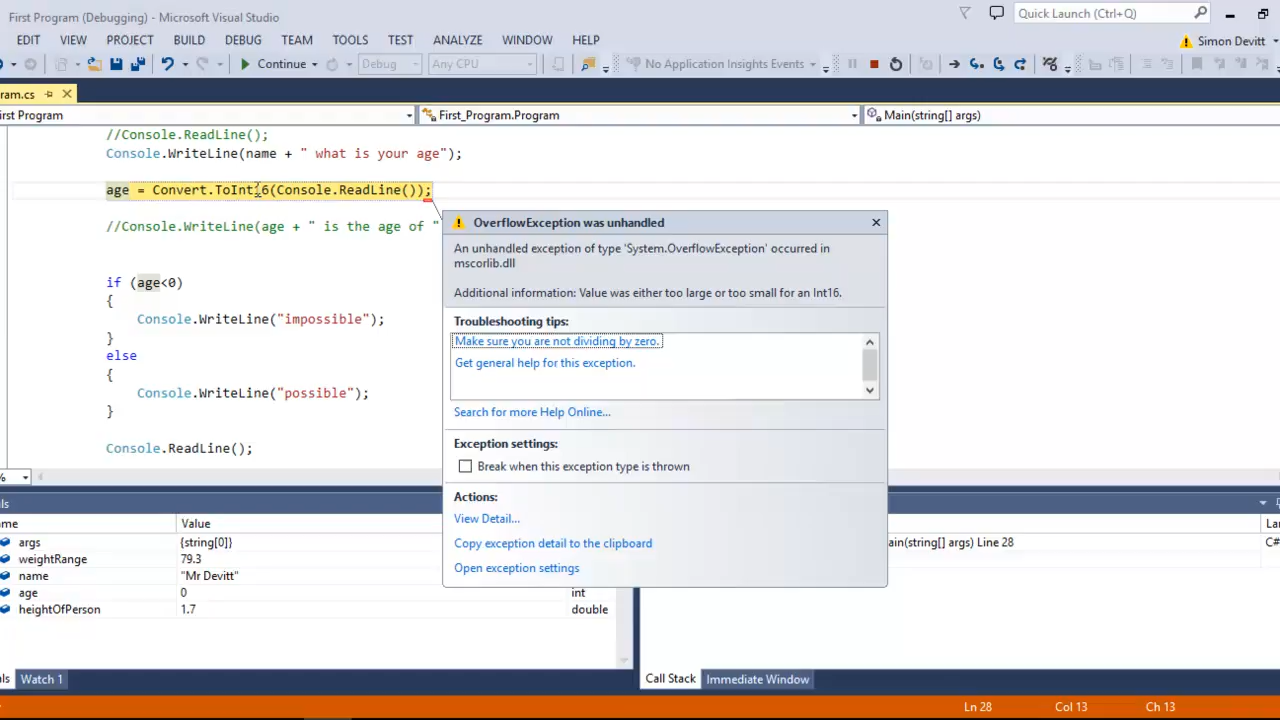 First Program (Debugging) - Microsoft Visual Studio
Quick Launch (Ctrl+Q)
EDIT VIEW PROJECT BUILD DEBUG TEAM TOOLS TEST ANALYZE WINDOW HELP
Simon Devitt
Continue Debug Any CPU No Application Insights Events
ram.cs
irst Program First_Program.Program Main(string[] args)
//Console.ReadLine();
Console.WriteLine(name + " what is your age");
age = Convert.ToInt16(Console.ReadLine());
//Console.WriteLine(age + " is the age of "
if (age<0)
{
Console.WriteLine("impossible");
}
else
{
Console.WriteLine("possible");
}
Console.ReadLine();
OverflowException was unhandled
An unhandled exception of type 'System.OverflowException' occurred in
mscorlib.dll
Additional information: Value was either too large or too small for an Int16.
Troubleshooting tips:
Make sure you are not dividing by zero.
Get general help for this exception.
Search for more Help Online...
Exception settings:
Break when this exception type is thrown
Actions:
View Detail...
Copy exception detail to the clipboard
Open exception settings
%
als
ame Value
args {string[0]}
weightRange 79.3
name "Mr Devitt"
age 0 int
heightOfPerson 1.7 double
Lar
ain(string[] args) Line 28 C#
als Watch 1
Call Stack Immediate Window
Ln 28 Col 13 Ch 13